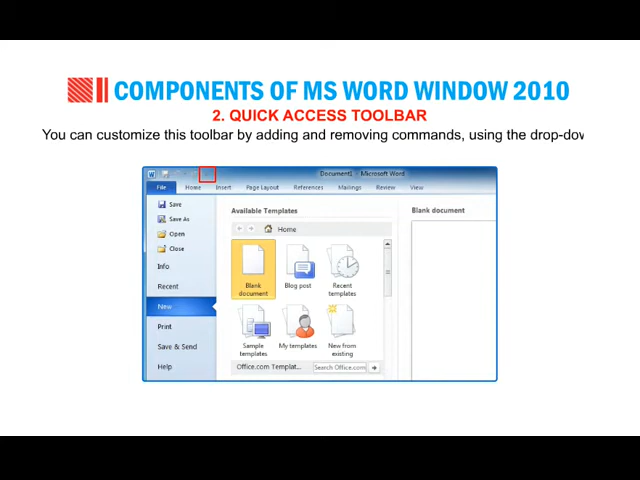 COMPONENTS OF MS WORD WINDOW 2010
2. QUICK ACCESS TOOLBAR
You can customize this toolbar by adding and removing commands, using the drop-dow
Document1 - Microsoft Word
File Home Insert Page Layout References Mailings Review View
Save
Save As
Open
Close
Info
Recent
New
Print
Save & Send
Help
Available Templates
Home
Blank document
Blog post
Recent templates
Sample templates
My templates
New from existing
Office.com Templat...
Search Office.com
Blank document